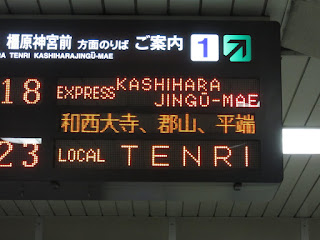 橿原神宮前 方面のりば ご案内 1
RA TENRI KASHIHARAJINGŪ-MAE
18 EXPRESS KASHIHARA JINGŪ-MAE
和西大寺、郡山、平端
23 LOCAL TENRI